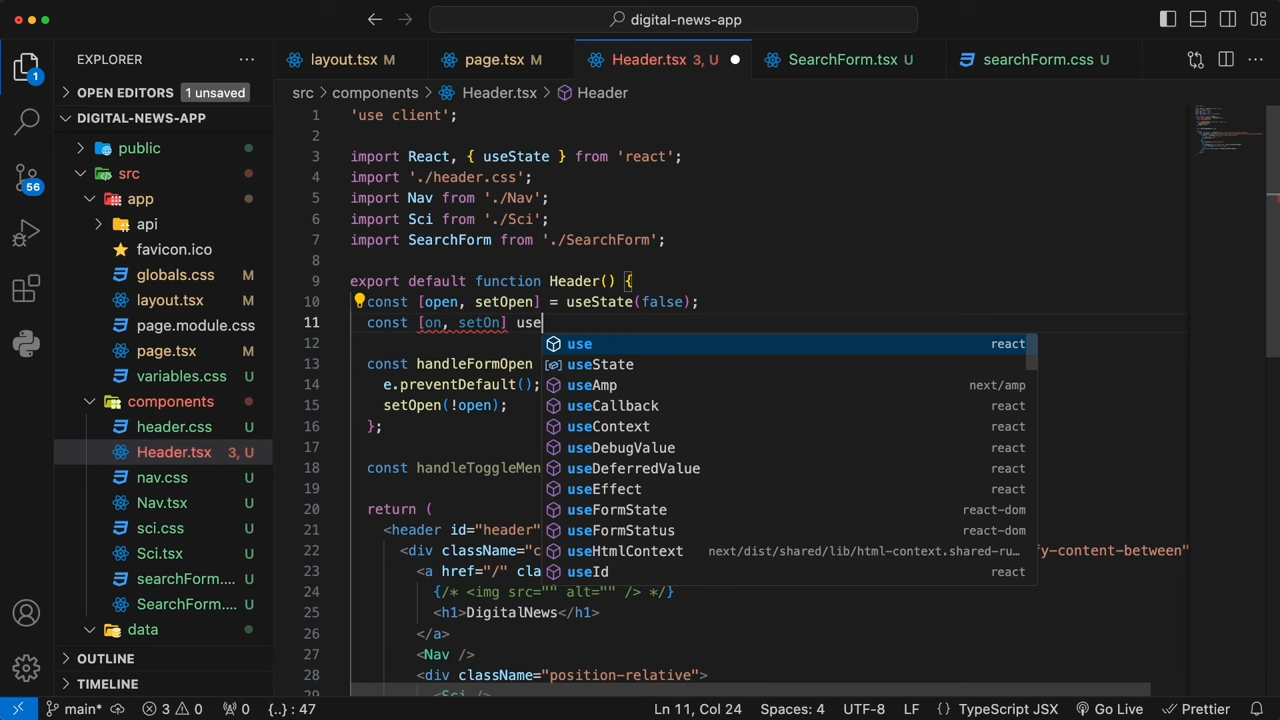 digital-news-app
EXPLORER
layout.tsx M
page.tsx M
Header.tsx 3, U
SearchForm.tsx U
searchForm.css U
1
OPEN EDITORS 1 unsaved
src > components > Header.tsx > Header
DIGITAL-NEWS-APP
public
src
app
api
favicon.ico
globals.css M
layout.tsx M
page.module.css
page.tsx M
variables.css U
components
header.css U
Header.tsx 3, U
nav.css U
Nav.tsx U
sci.css U
Sci.tsx U
searchForm.... U
SearchForm.... U
data
OUTLINE
TIMELINE
56
1 'use client';
2
3 import React, { useState } from 'react';
4 import './header.css';
5 import Nav from './Nav';
6 import Sci from './Sci';
7 import SearchForm from './SearchForm';
8
9 export default function Header() {
10 const [open, setOpen] = useState(false);
11 const [on, setOn] use
12
13 const handleFormOpen
14 e.preventDefault();
15 setOpen(!open);
16 };
17
18 const handleToggleMen
19
20 return (
21 <header id="header"
22 <div className="c fy-content-between"
23 <a href="/" cla
24 {/* <img src="" alt="" /> */}
25 <h1>DigitalNews</h1>
26 </a>
27 <Nav />
28 <div className="position-relative">
29 <Sci />
use react
useState
useAmp next/amp
useCallback react
useContext react
useDebugValue react
useDeferredValue react
useEffect react
useFormState react-dom
useFormStatus react-dom
useHtmlContext next/dist/shared/lib/html-context.shared-ru...
useId react
main* 3 0 0 {..} : 47 Ln 11, Col 24 Spaces: 4 UTF-8 LF {} TypeScript JSX Go Live Prettier